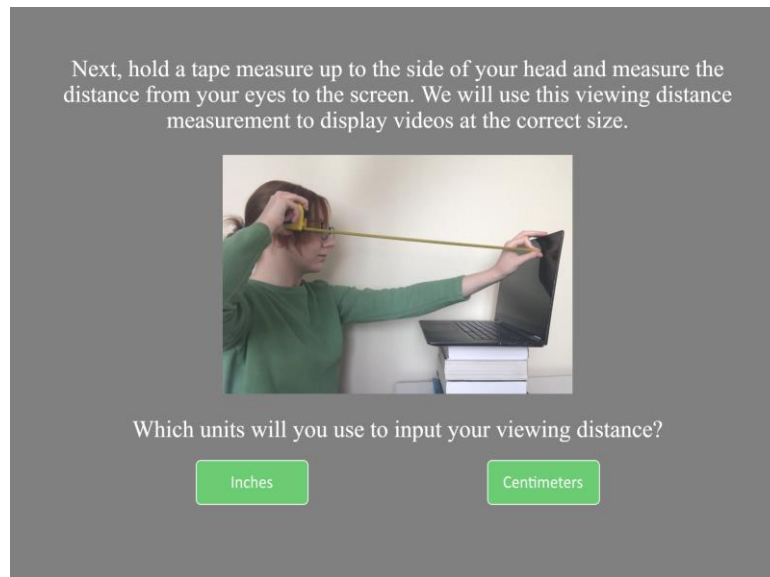 Next, hold a tape measure up to the side of your head and measure the
distance from your eyes to the screen. We will use this viewing distance
measurement to display videos at the correct size.
Which units will you use to input your viewing distance?
Inches
Centimeters